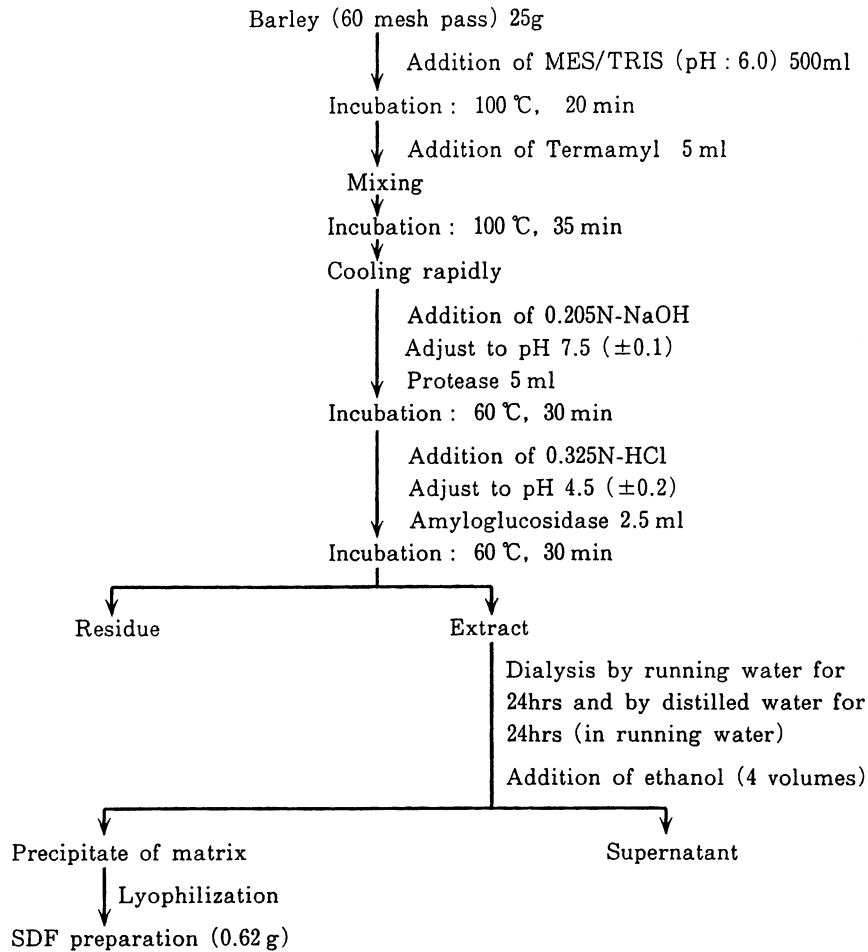 Barley (60 mesh pass) 25g
Addition of MES/TRIS (pH : 6.0) 500ml
Incubation : 100 ℃, 20 min
Addition of Termamyl 5 ml
Mixing
Incubation : 100 ℃, 35 min
Cooling rapidly
Addition of 0.205N-NaOH
Adjust to pH 7.5 (±0.1)
Protease 5 ml
Incubation : 60 ℃, 30 min
Addition of 0.325N-HCl
Adjust to pH 4.5 (±0.2)
Amyloglucosidase 2.5 ml
Incubation : 60 ℃, 30 min
Residue
Extract
Dialysis by running water for
24hrs and by distilled water for
24hrs (in running water)
Addition of ethanol (4 volumes)
Precipitate of matrix
Supernatant
Lyophilization
SDF preparation (0.62 g)